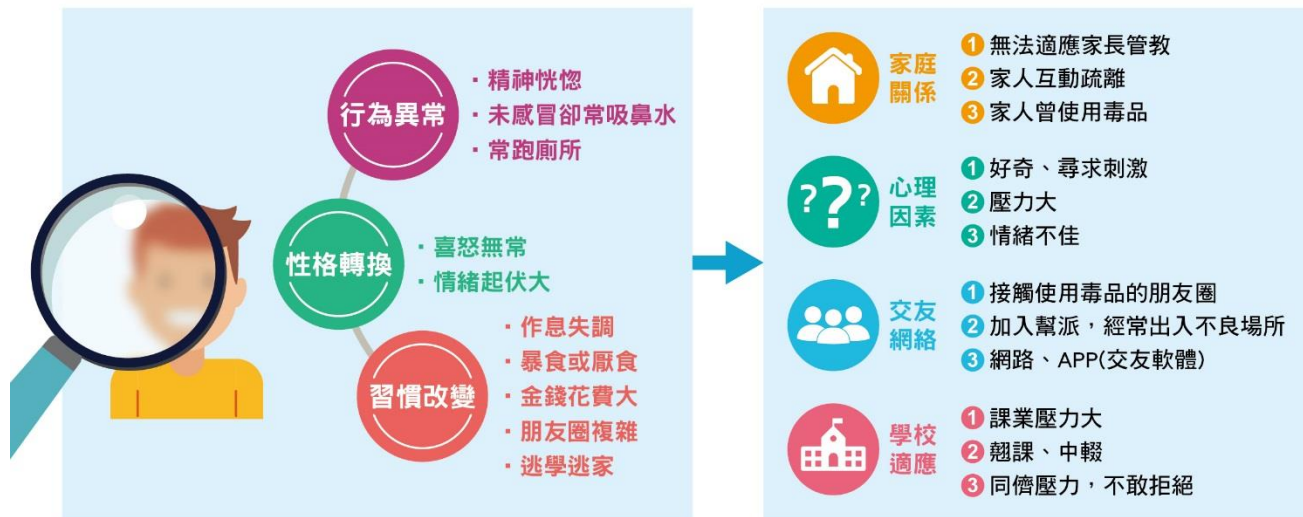 行為異常
・精神恍惚
・未感冒卻常吸鼻水
・常跑廁所
性格轉換
・喜怒無常
・情緒起伏大
習慣改變
・作息失調
・暴食或厭食
・金錢花費大
・朋友圈複雜
・逃學逃家
家庭
關係
1 無法適應家長管教
2 家人互動疏離
3 家人曾使用毒品
???
心理
因素
1 好奇、尋求刺激
2 壓力大
3 情緒不佳
交友
網絡
1 接觸使用毒品的朋友圈
2 加入幫派，經常出入不良場所
3 網路、APP(交友軟體)
學校
適應
1 課業壓力大
2 翹課、中輟
3 同儕壓力，不敢拒絕